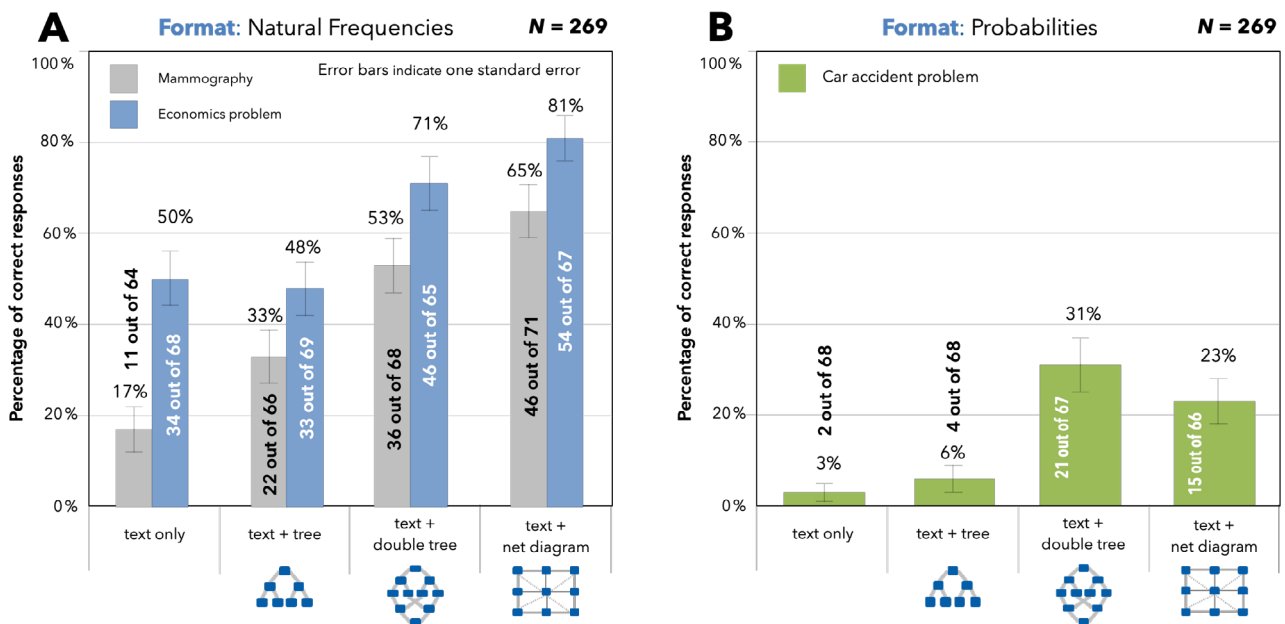 A
Format: Natural Frequencies
N = 269
Percentage of correct responses
100 %
80 %
60 %
40 %
20 %
0 %
Mammography
Economics problem
Error bars indicate one standard error
17%
11 out of 64
50%
34 out of 68
33%
22 out of 66
48%
33 out of 69
53%
36 out of 68
71%
46 out of 65
65%
46 out of 71
81%
54 out of 67
text only
text + tree
text +
double tree
text +
net diagram
B
Format: Probabilities
N = 269
Percentage of correct responses
100 %
80 %
60 %
40 %
20 %
0 %
Car accident problem
3%
2 out of 68
6%
4 out of 68
31%
21 out of 67
23%
15 out of 66
text only
text + tree
text +
double tree
text +
net diagram